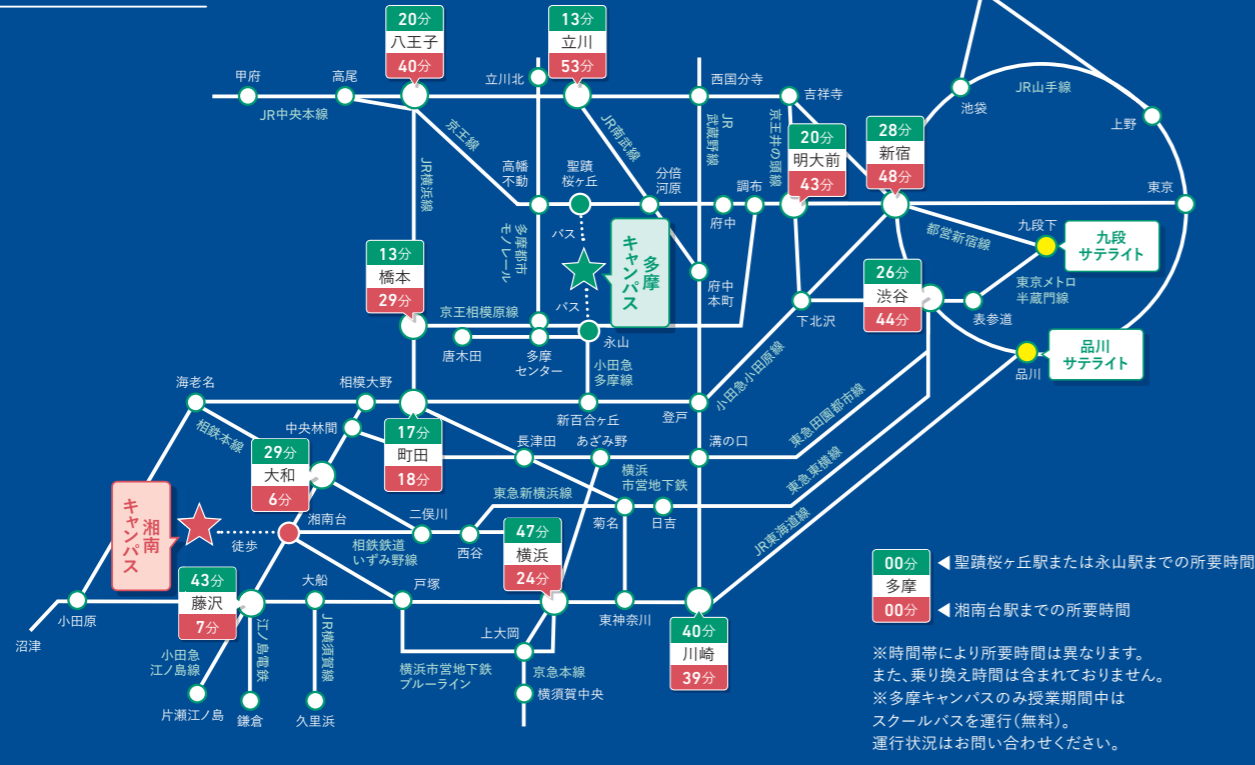 20分
八王子
40分
13分
立川
53分
甲府
高尾
立川北
西国分寺
吉祥寺
池袋
JR山手線
上野
JR中央本線
京王線
JR南武線
JR
武蔵野線
京王井の頭線
20分
明大前
43分
28分
新宿
48分
JR横浜線
高幡
不動
聖蹟
桜ヶ丘
分倍
河原
調布
府中
東京
多摩都市
モノレール
バス
バス
多摩
キャンパス
府中
本町
都営新宿線
九段下
九段
サテライト
13分
橋本
29分
京王相模原線
26分
渋谷
44分
東京メトロ
半蔵門線
表参道
下北沢
唐木田
多摩
センター
永山
小田急
多摩線
小田急小田原線
品川
品川
サテライト
海老名
相模大野
新百合ヶ丘
登戸
相鉄本線
中央林間
17分
町田
18分
長津田
あざみ野
溝の口
東急田園都市線
29分
大和
6分
横浜
市営地下鉄
東急東横線
東急新横浜線
湘南
キャンパス
徒歩
湘南台
二俣川
西谷
菊名
日吉
相鉄鉄道
いずみ野線
47分
横浜
24分
JR東海道線
43分
藤沢
7分
大船
戸塚
小田原
沼津
東神奈川
40分
川崎
39分
小田急
江ノ島線
江ノ島電鉄
JR横須賀線
上大岡
横浜市営地下鉄
ブルーライン
京急本線
横須賀中央
片瀬江ノ島
鎌倉
久里浜
00分
多摩
00分
◀聖蹟桜ヶ丘駅または永山駅までの所要時間
◀湘南台駅までの所要時間
※時間帯により所要時間は異なります。
また、乗り換え時間は含まれておりません。
※多摩キャンパスのみ授業期間中は
スクールバスを運行(無料)。
運行状況はお問い合わせください。